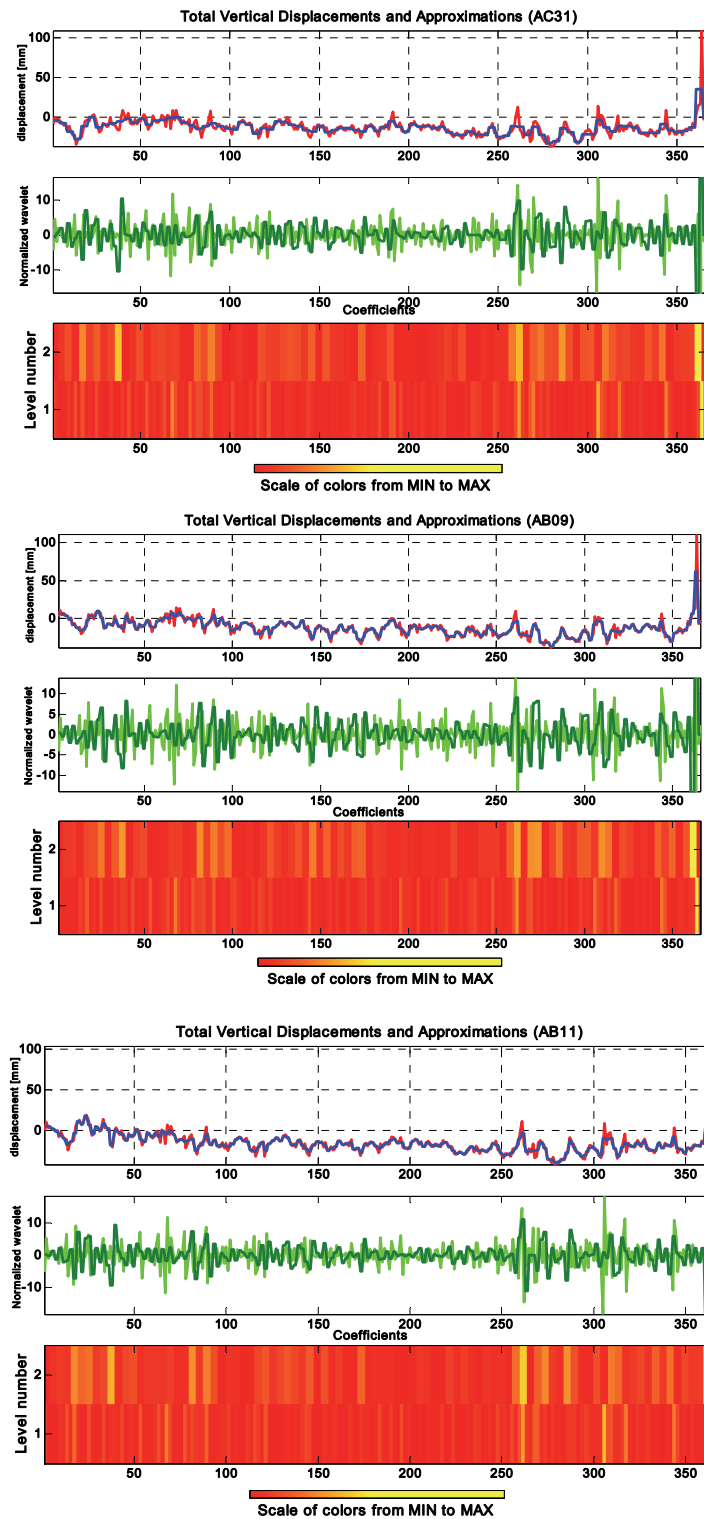 Total Vertical Displacements and Approximations (AC31)
displacement [mm]
100
50
0
50 100 150 200 250 300 350
Normalized wavelet
10
0
-10
50 100 150 200 250 300 350
Coefficients
Level number
2
1
50 100 150 200 250 300 350
Scale of colors from MIN to MAX
Total Vertical Displacements and Approximations (AB09)
displacement [mm]
100
50
0
50 100 150 200 250 300 350
Normalized wavelet
10
5
0
-5
-10
50 100 150 200 250 300 350
Coefficients
Level number
2
1
50 100 150 200 250 300 350
Scale of colors from MIN to MAX
Total Vertical Displacements and Approximations (AB11)
displacement [mm]
100
50
0
50 100 150 200 250 300 350
Normalized wavelet
10
0
-10
50 100 150 200 250 300 350
Coefficients
Level number
2
1
50 100 150 200 250 300 350
Scale of colors from MIN to MAX